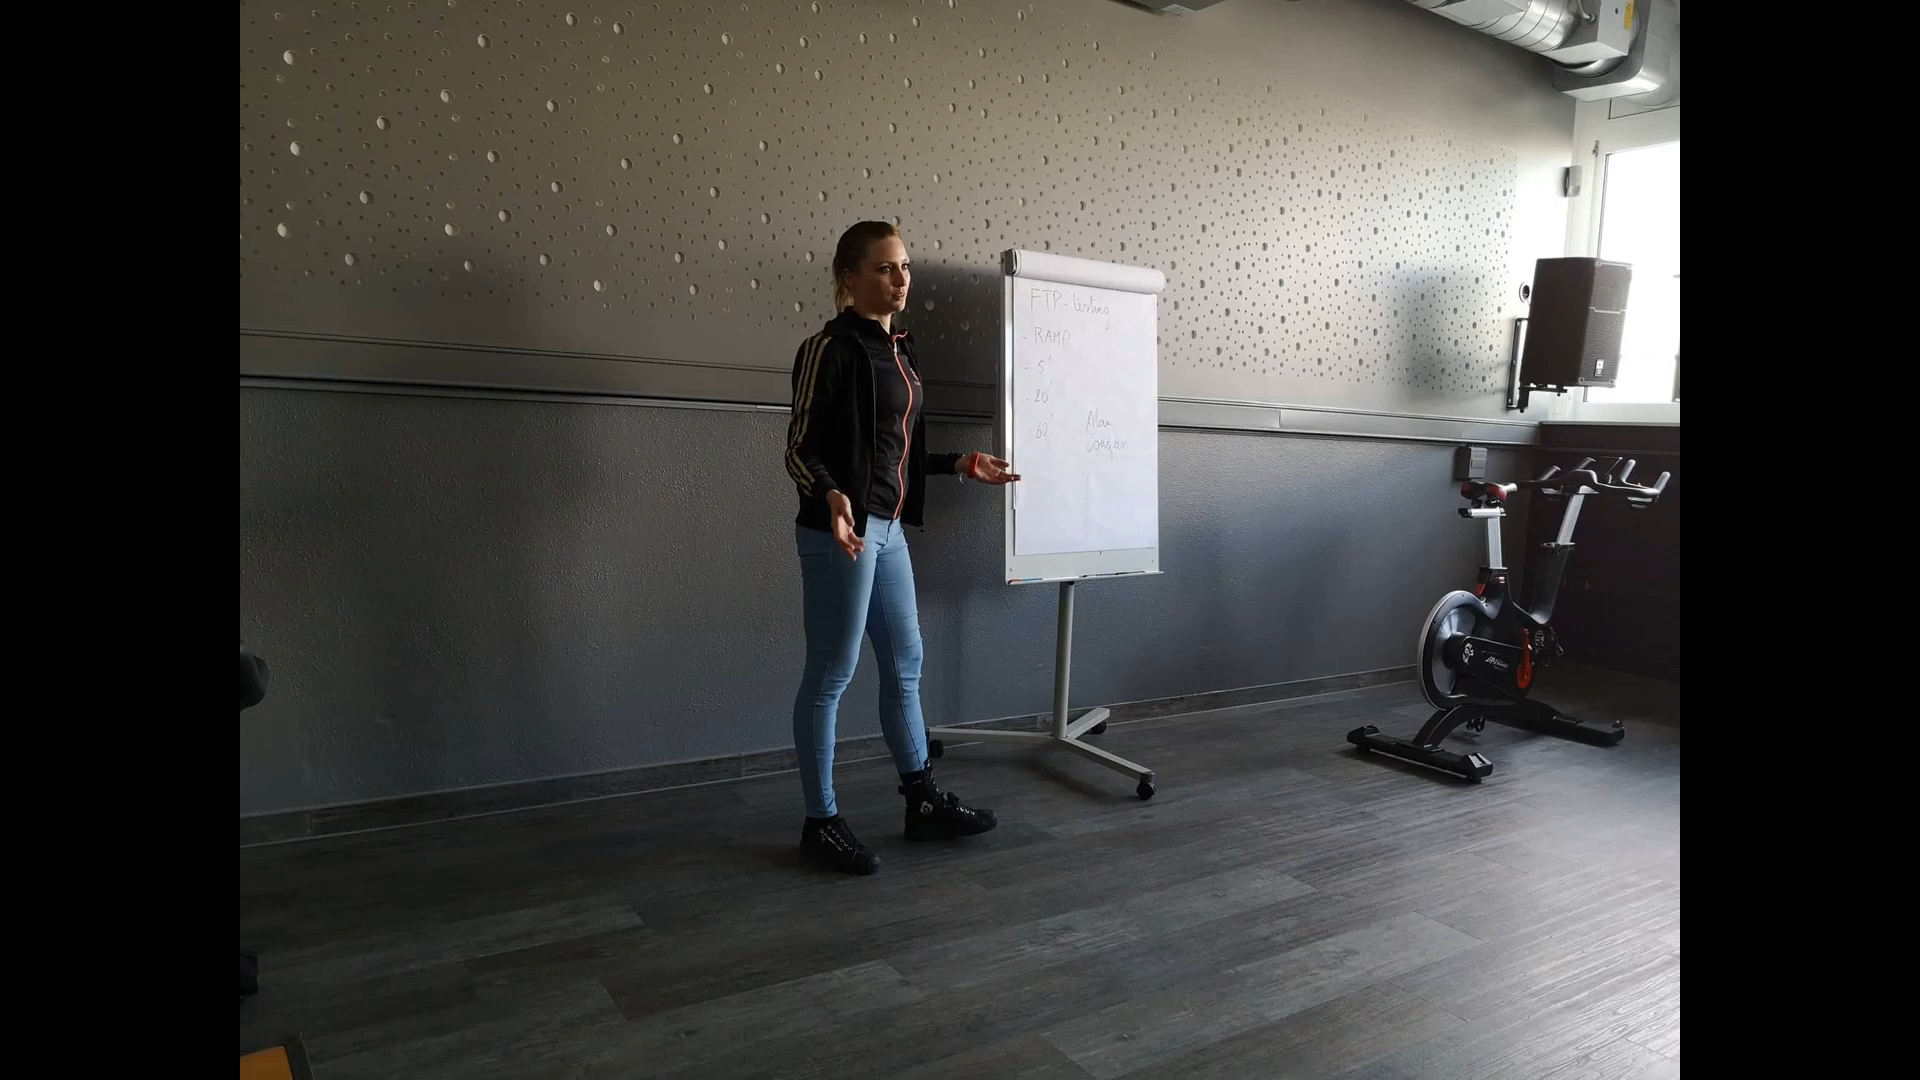 FTP - testing
- RAMP
- 5'
- 20'
- 60'
Alan
Coggan